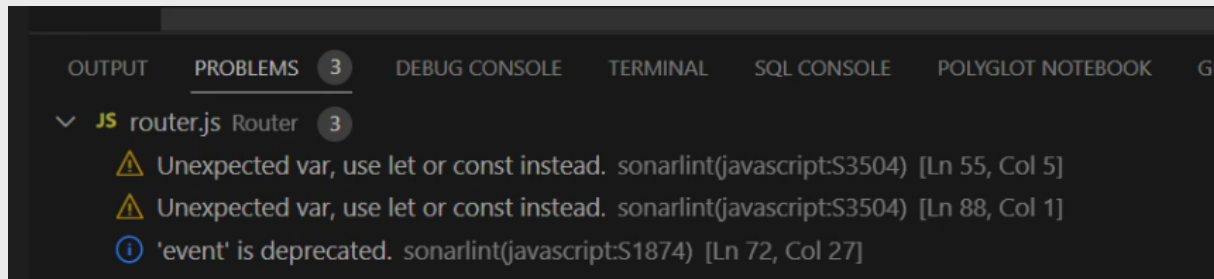 OUTPUT PROBLEMS 3 DEBUG CONSOLE TERMINAL SQL CONSOLE POLYGLOT NOTEBOOK G
JS router.js Router 3
Unexpected var, use let or const instead. sonarlint(javascript:S3504) [Ln 55, Col 5]
Unexpected var, use let or const instead. sonarlint(javascript:S3504) [Ln 88, Col 1]
'event' is deprecated. sonarlint(javascript:S1874) [Ln 72, Col 27]